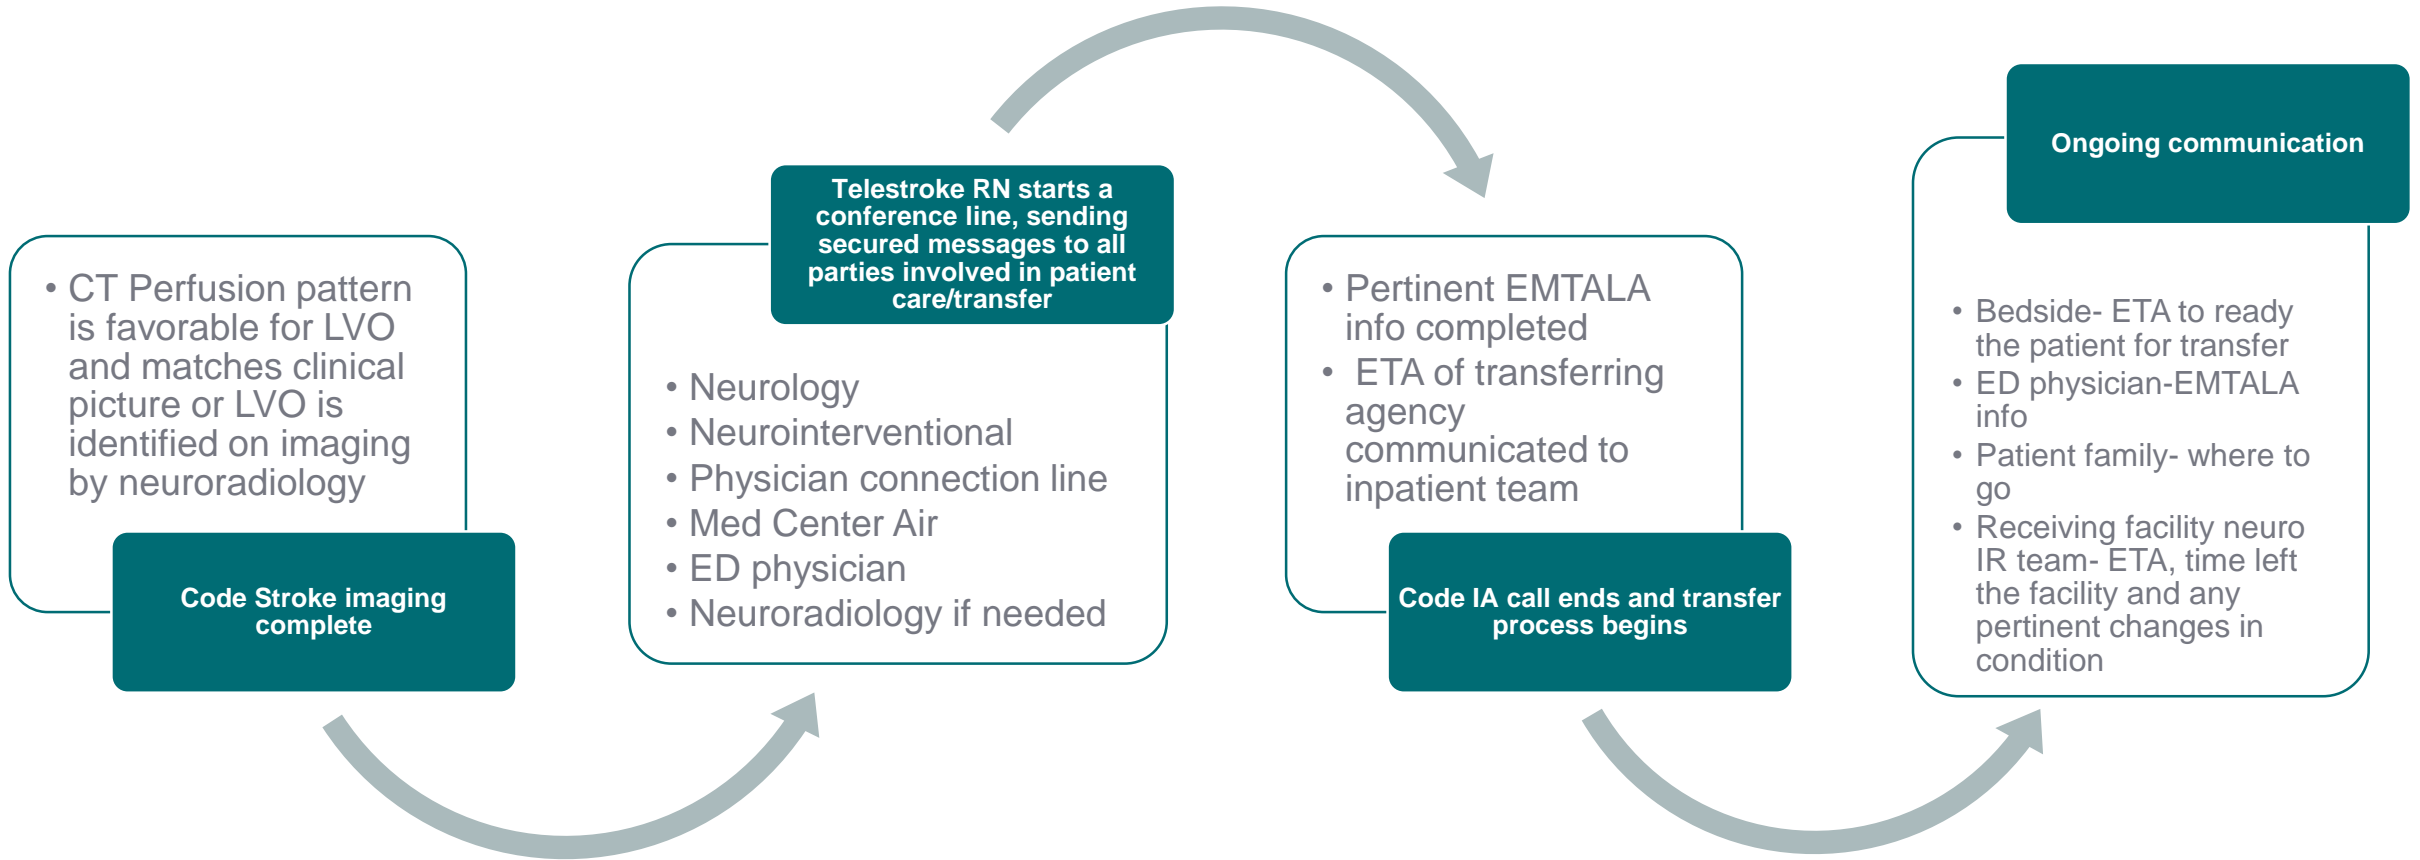 • CT Perfusion pattern
is favorable for LVO
and matches clinical
picture or LVO is
identified on imaging
by neuroradiology
Code Stroke imaging
complete
Telestroke RN starts a
conference line, sending
secured messages to all
parties involved in patient
care/transfer
• Neurology
• Neurointerventional
• Physician connection line
• Med Center Air
• ED physician
• Neuroradiology if needed
• Pertinent EMTALA
info completed
• ETA of transferring
agency
communicated to
inpatient team
Code IA call ends and transfer
process begins
Ongoing communication
• Bedside- ETA to ready
the patient for transfer
• ED physician-EMTALA
info
• Patient family- where to
go
• Receiving facility neuro
IR team- ETA, time left
the facility and any
pertinent changes in
condition